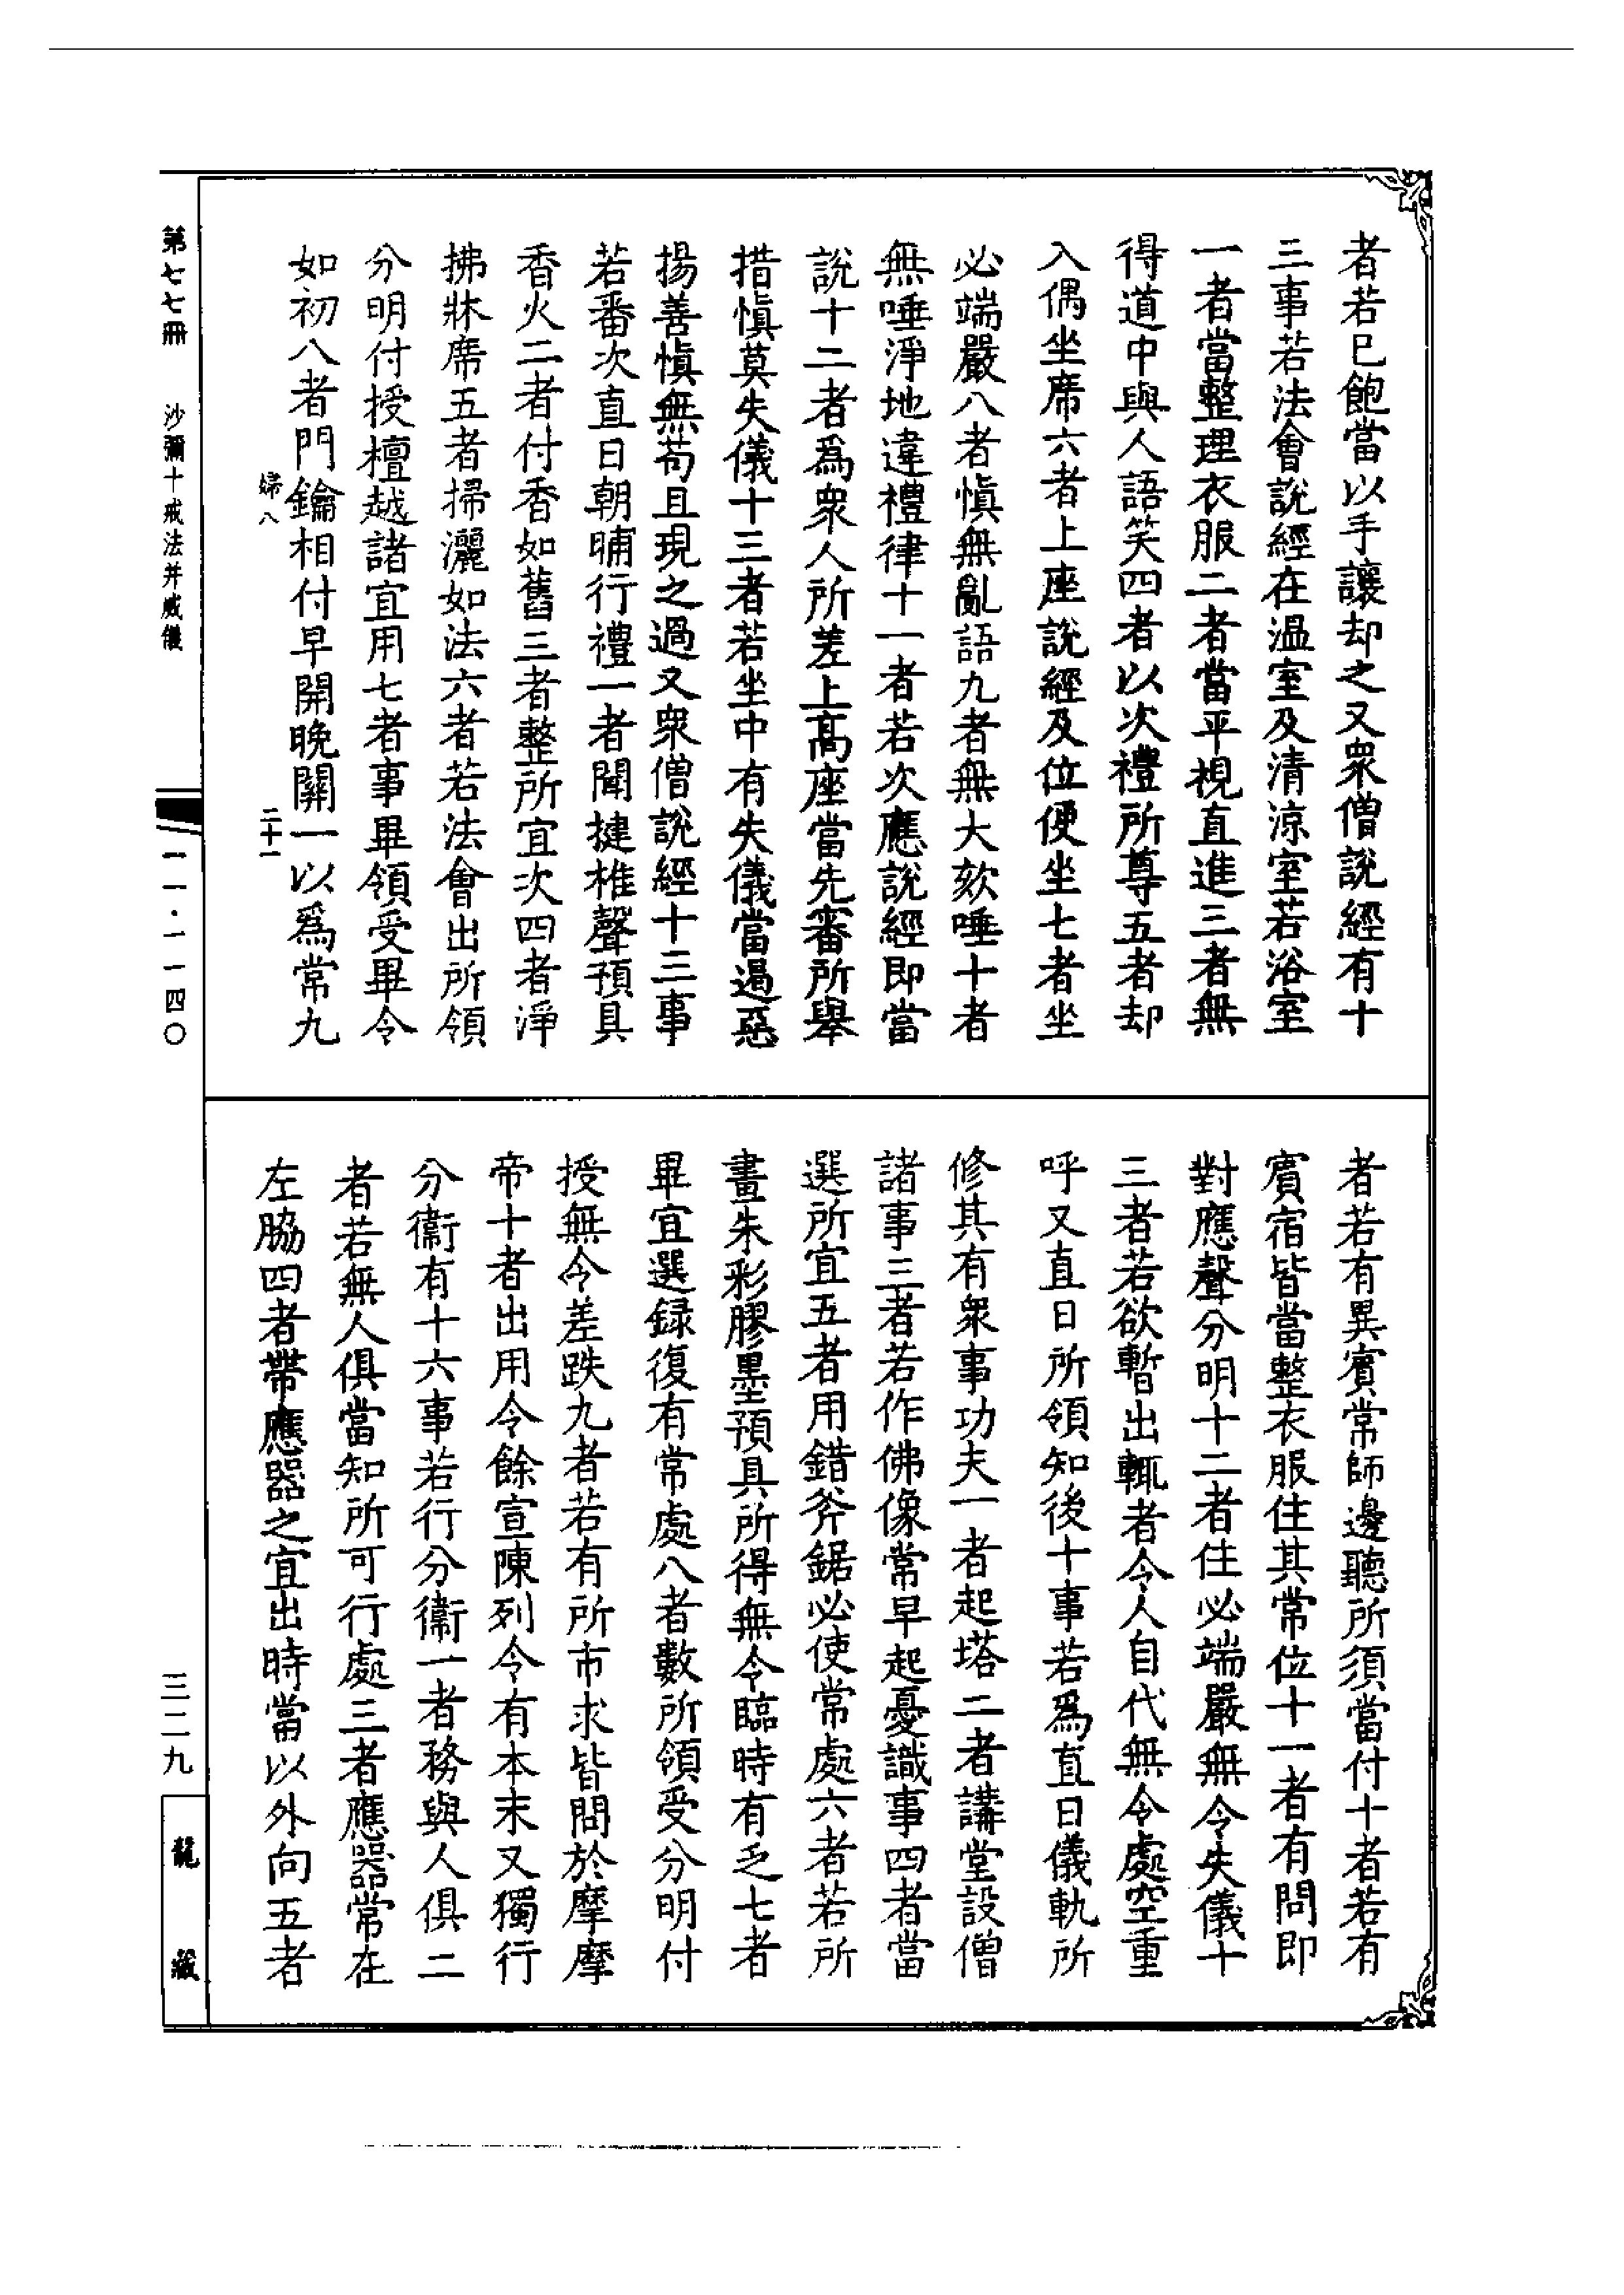 者若已飽當以手讓却之又衆僧說經有十
三事若法會說經在温室及清涼室若浴室
一者當整理衣服二者當平視直進三者無
得道中與人語笑四者以次禮所尊五者却
入偶坐席六者上座說經及位便坐七者坐
必端嚴八者愼無亂語九者無大欬唾十者
無唾淨地違禮律十一者若次應說經即當
說十二者爲衆人所差上高座當先審所舉
措愼莫失儀十三者若坐中有失儀當遏惡
揚善愼無苟且現之過又衆僧說經十三事
若番次直日朝晡行禮一者聞揵椎聲預具
香火二者付香如舊三者整所宜次四者淨
拂牀席五者掃灑如法六者若法會出所領
分明付授檀越諸宜用七者事畢領受畢令
如初八者門鑰相付早開晚關一以爲常九
婦八
二十一
者若有異賓常師邊聽所須當付十者若有
賓宿皆當整衣服住其常位十一者有問即
對應聲分明十二者住必端嚴無令失儀十
三者若欲暫出輒者令人自代無令處空重
呼又直日所領知後十事若爲直日儀軌所
修其有衆事功夫一者起塔二者講堂設僧
諸事三者若作佛像常早起憂識事四者當
選所宜五者用錯斧鋸必使常處六者若所
畫朱彩膠墨預具所得無令臨時有乏七者
畢宜選録復有常處八者數所領受分明付
授無令差跌九者若有所市求皆問於摩摩
帝十者出用令餘宣陳列令有本末又獨行
分衞有十六事若行分衞一者務與人俱二
者若無人俱當知所可行處三者應器常在
左脇四者帶應器之宜出時當以外向五者
第七七冊
沙彌十戒法并威儀
一一·一一四〇
三二九
龍藏